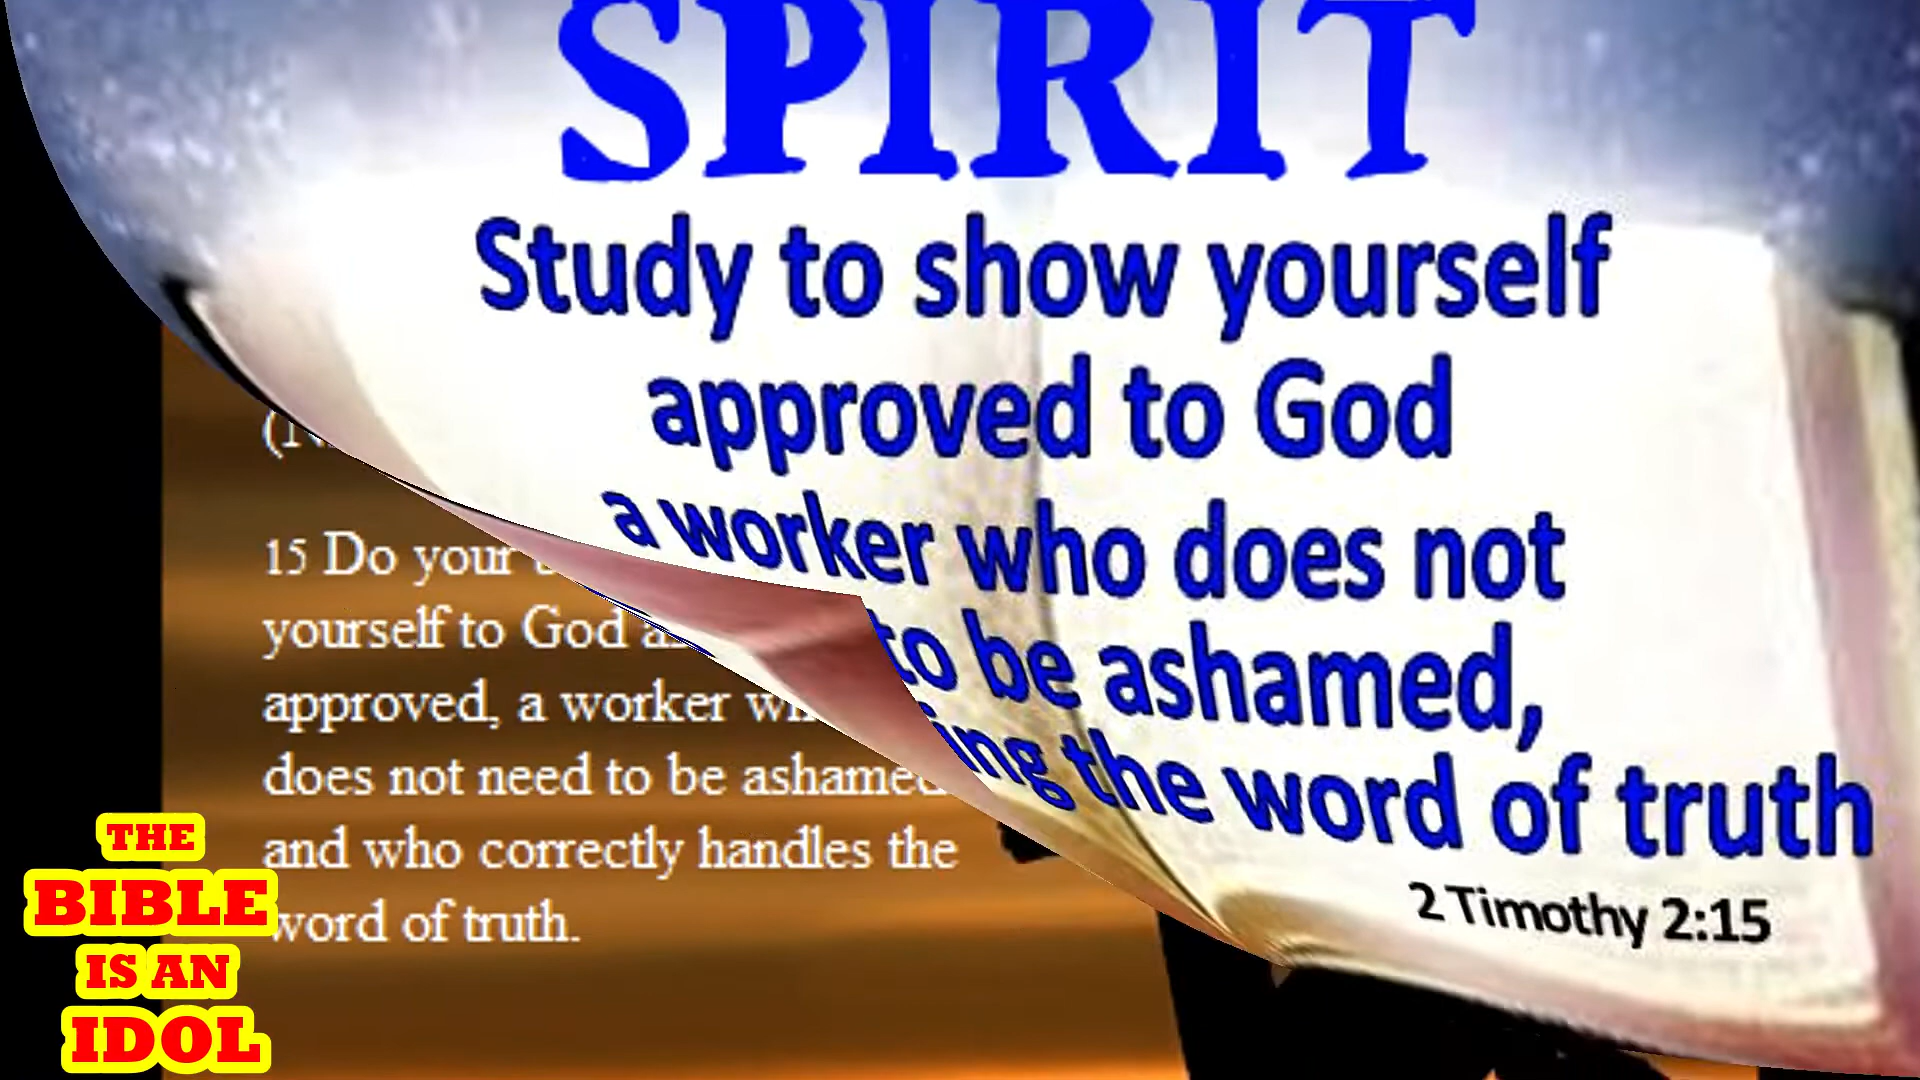 SPIRIT
Study to show yourself
approved to God
a worker who does not
to be ashamed,
the word of truth
2 Timothy 2:15
15 Do your
yourself to God
approved, a worker
does not need to be ashamed
and who correctly handles the
word of truth.
THE
BIBLE
IS AN
IDOL